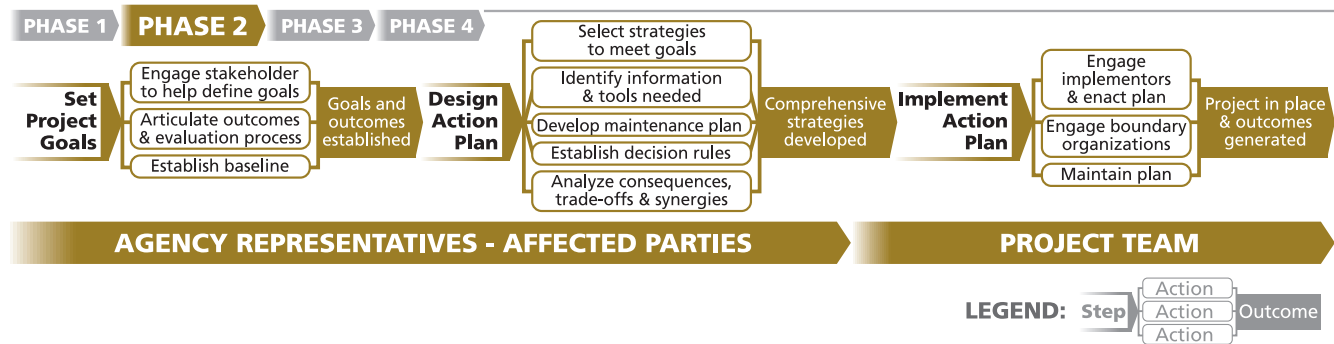 PHASE 1
PHASE 2
PHASE 3
PHASE 4
Set
Project
Goals
Engage stakeholder
to help define goals
Articulate outcomes
& evaluation process
Establish baseline
Goals and
outcomes
established
Design
Action
Plan
Select strategies
to meet goals
Identify information
& tools needed
Develop maintenance plan
Establish decision rules
Analyze consequences,
trade-offs & synergies
Comprehensive
strategies
developed
Implement
Action
Plan
Engage
implementors
& enact plan
Engage boundary
organizations
Maintain plan
Project in place
& outcomes
generated
AGENCY REPRESENTATIVES - AFFECTED PARTIES
PROJECT TEAM
LEGEND:
Step
Action
Action
Action
Outcome